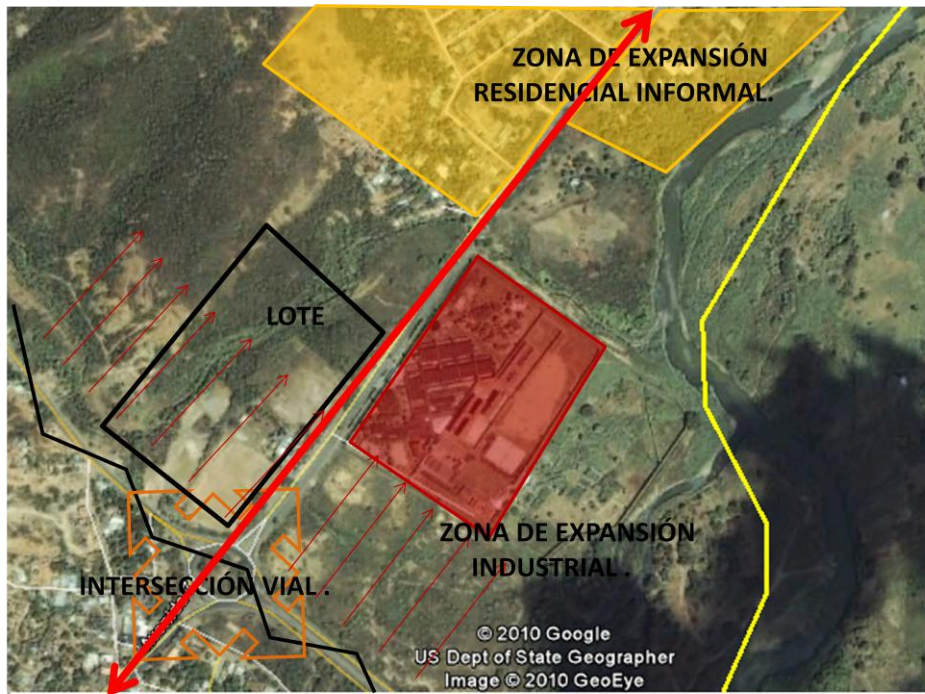 ZONA DE EXPANSIÓN
RESIDENCIAL INFORMAL.
LOTE
ZONA DE EXPANSIÓN
INDUSTRIAL .
INTERSECCIÓN VIAL .
© 2010 Google
US Dept of State Geographer
Image © 2010 GeoEye